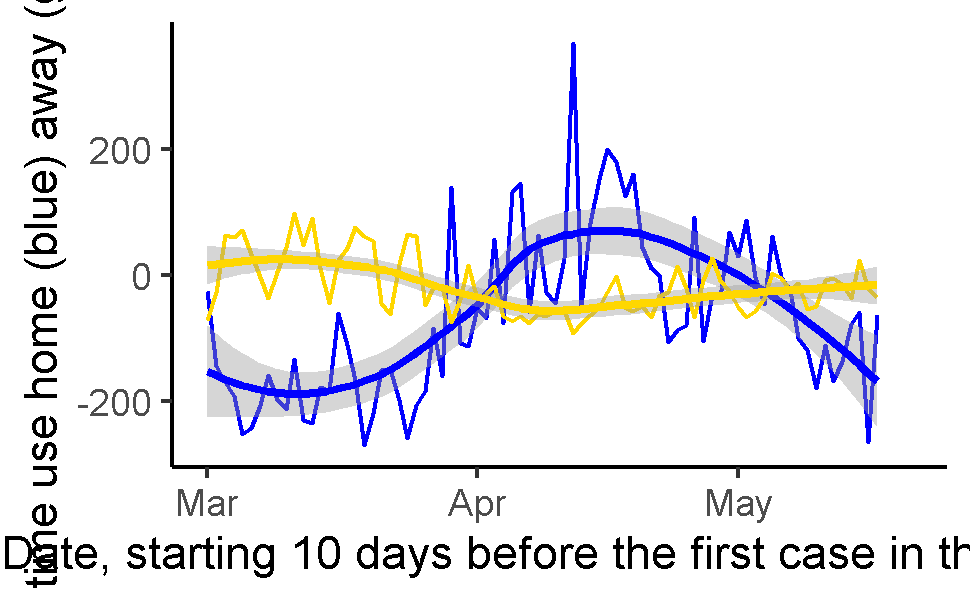 time use home (blue) away (
200
0
-200
Mar Apr May
Date, starting 10 days before the first case in th